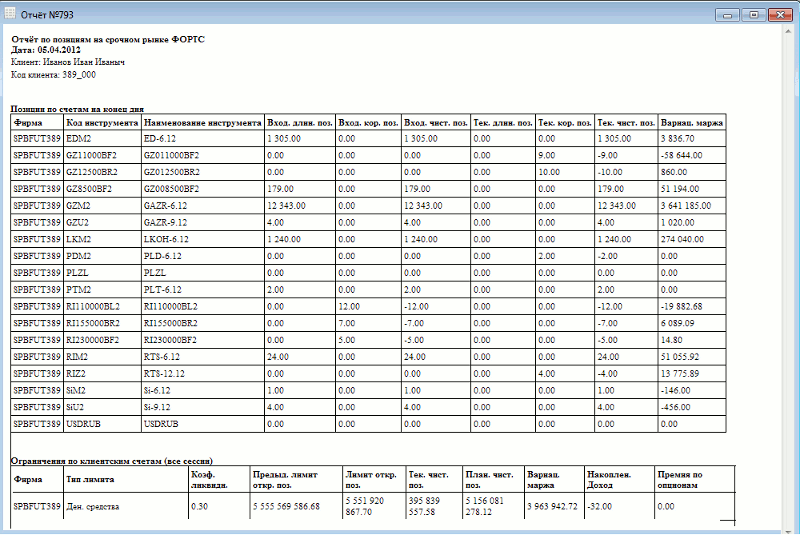 Отчёт №793
Отчёт по позициям на срочном рынке ФОРТС
Дата: 05.04.2012
Клиент: Иванов Иван Иваныч
Код клиента: 389_000
Позиции по счетам на конец дня
Фирма Код инструмента Наименование инструмента Вход. длин. поз. Вход. кор. поз. Вход. чист. поз. Тек. длин. поз. Тек. кор. поз. Тек. чист. поз. Вариац. маржа
SPBFUT389 EDM2 ED-6.12 1 305.00 0.00 1 305.00 0.00 0.00 1 305.00 3 836.70
SPBFUT389 GZ11000BF2 GZ011000BF2 0.00 0.00 0.00 0.00 9.00 -9.00 -58 644.00
SPBFUT389 GZ12500BR2 GZ012500BR2 0.00 0.00 0.00 0.00 10.00 -10.00 860.00
SPBFUT389 GZ8500BF2 GZ008500BF2 179.00 0.00 179.00 0.00 0.00 179.00 51 194.00
SPBFUT389 GZM2 GAZR-6.12 12 343.00 0.00 12 343.00 0.00 0.00 12 343.00 3 641 185.00
SPBFUT389 GZU2 GAZR-9.12 4.00 0.00 4.00 0.00 0.00 4.00 1 020.00
SPBFUT389 LKM2 LKOH-6.12 1 240.00 0.00 1 240.00 0.00 0.00 1 240.00 274 040.00
SPBFUT389 PDM2 PLD-6.12 0.00 0.00 0.00 0.00 2.00 -2.00 0.00
SPBFUT389 PLZL PLZL 0.00 0.00 0.00 0.00 0.00 0.00 0.00
SPBFUT389 PTM2 PLT-6.12 2.00 0.00 2.00 0.00 0.00 2.00 0.00
SPBFUT389 RI110000BL2 RI110000BL2 0.00 12.00 -12.00 0.00 0.00 -12.00 -19 882.68
SPBFUT389 RI155000BR2 RI155000BR2 0.00 7.00 -7.00 0.00 0.00 -7.00 6 089.09
SPBFUT389 RI230000BF2 RI230000BF2 0.00 5.00 -5.00 0.00 0.00 -5.00 14.80
SPBFUT389 RIM2 RTS-6.12 24.00 0.00 24.00 0.00 0.00 24.00 51 055.92
SPBFUT389 RIZ2 RTS-12.12 0.00 0.00 0.00 0.00 4.00 -4.00 13 775.89
SPBFUT389 SiM2 Si-6.12 1.00 0.00 1.00 0.00 0.00 1.00 -146.00
SPBFUT389 SiU2 Si-9.12 4.00 0.00 4.00 0.00 0.00 4.00 -456.00
SPBFUT389 USDRUB USDRUB 0.00 0.00 0.00 0.00 0.00 0.00 0.00
Ограничения по клиентским счетам (все сессии)
Фирма Тип лимита Коэф. ликвидн. Предыд. лимит откр. поз. Лимит откр. поз. Тек. чист. поз. План. чист. поз. Вариац. маржа Накоплен. Доход Премия по опционам
SPBFUT389 Ден. средства 0.30 5 555 569 586.68 5 551 920 867.70 395 839 557.58 5 156 081 278.12 3 963 942.72 -32.00 0.00